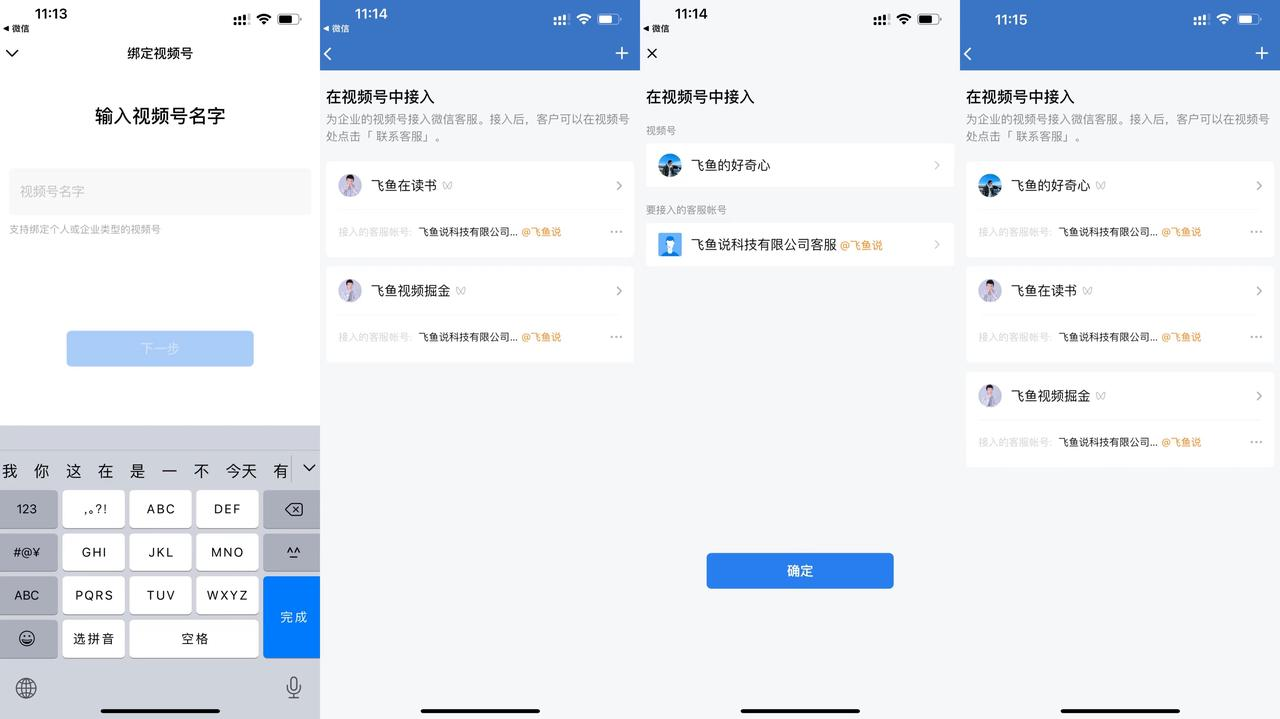 11:13
◀ 微信
绑定视频号
输入视频号名字
视频号名字
支持绑定个人或企业类型的视频号
下一步
我 你 这 在 是 一 不 今天 有
123 ,。?! ABC DEF
#@¥ GHI JKL MNO ^^
ABC PQRS TUV WXYZ 完成
选拼音 空格
11:14
◀ 微信
在视频号中接入
为企业的视频号接入微信客服。接入后，客户可以在视频号
处点击「 联系客服」。
飞鱼在读书
接入的客服帐号: 飞鱼说科技有限公司... @飞鱼说
飞鱼视频掘金
接入的客服帐号: 飞鱼说科技有限公司... @飞鱼说
11:14
◀ 微信
在视频号中接入
视频号
飞鱼的好奇心
要接入的客服帐号
飞鱼说科技有限公司客服 @飞鱼说
确定
11:15
在视频号中接入
为企业的视频号接入微信客服。接入后，客户可以在视频号
处点击「 联系客服」。
飞鱼的好奇心
接入的客服帐号: 飞鱼说科技有限公司... @飞鱼说
飞鱼在读书
接入的客服帐号: 飞鱼说科技有限公司... @飞鱼说
飞鱼视频掘金
接入的客服帐号: 飞鱼说科技有限公司... @飞鱼说